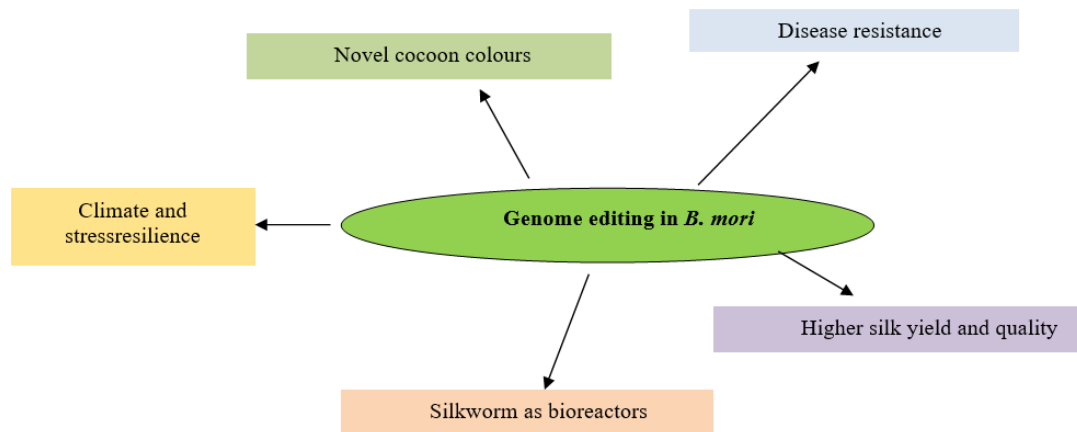 Disease resistance
Novel cocoon colours
Climate and
stressresilience
Genome editing in B. mori
Higher silk yield and quality
Silkworm as bioreactors